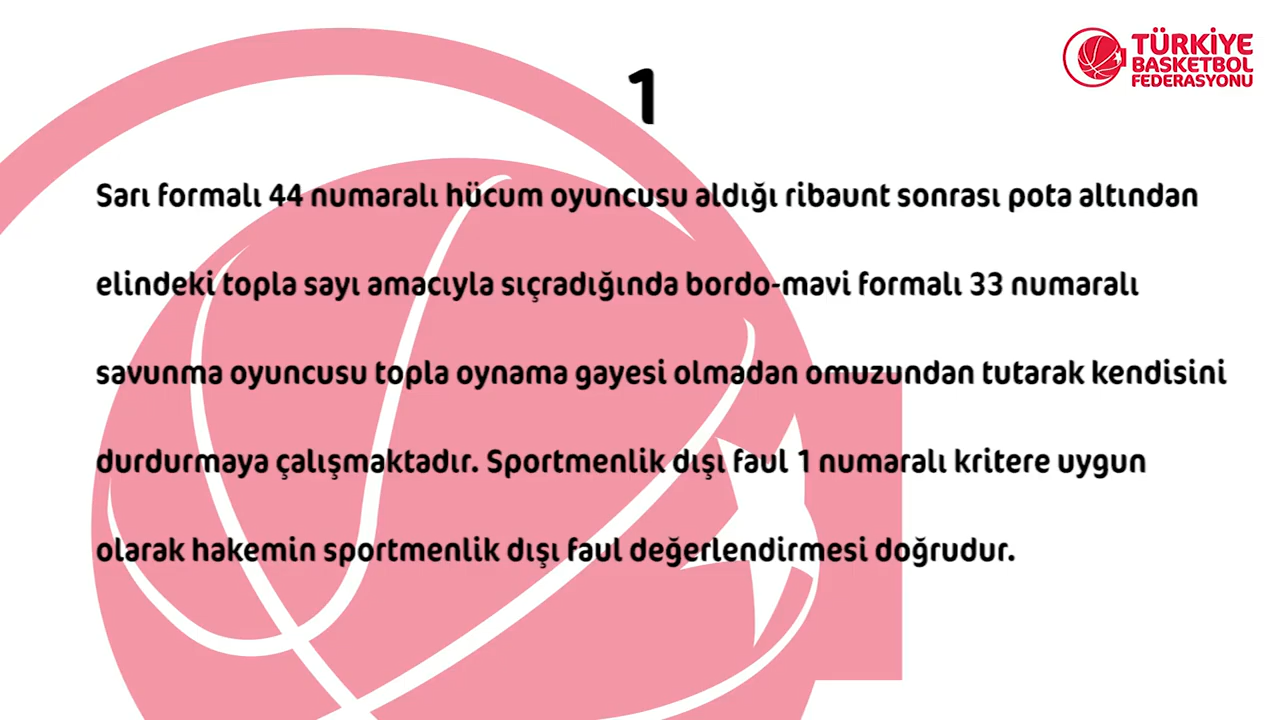 TÜRKİYE
BASKETBOL
FEDERASYONU
1
Sarı formalı 44 numaralı hücum oyuncusu aldığı ribaunt sonrası pota altından
elindeki topla sayı amacıyla sıçradığında bordo-mavi formalı 33 numaralı
savunma oyuncusu topla oynama gayesi olmadan omuzundan tutarak kendisini
durdurmaya çalışmaktadır. Sportmenlik dışı faul 1 numaralı kritere uygun
olarak hakemin sportmenlik dışı faul değerlendirmesi doğrudur.